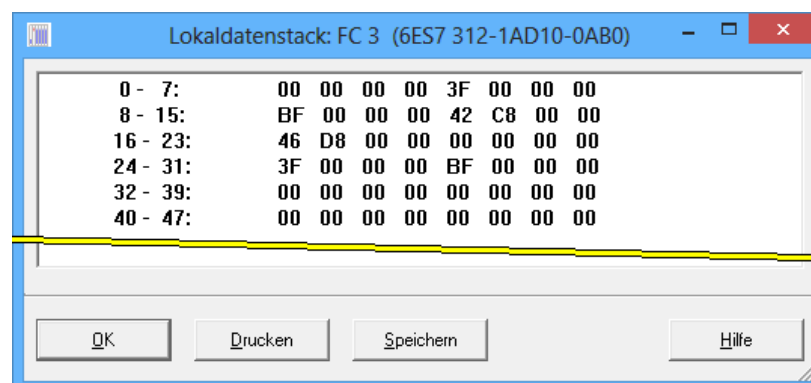 Lokaldatenstack: FC 3 (6ES7 312-1AD10-0AB0)
0 - 7: 00 00 00 00 3F 00 00 00
8 - 15: BF 00 00 00 42 C8 00 00
16 - 23: 46 D8 00 00 00 00 00 00
24 - 31: 3F 00 00 00 BF 00 00 00
32 - 39: 00 00 00 00 00 00 00 00
40 - 47: 00 00 00 00 00 00 00 00
OK Drucken Speichern Hilfe